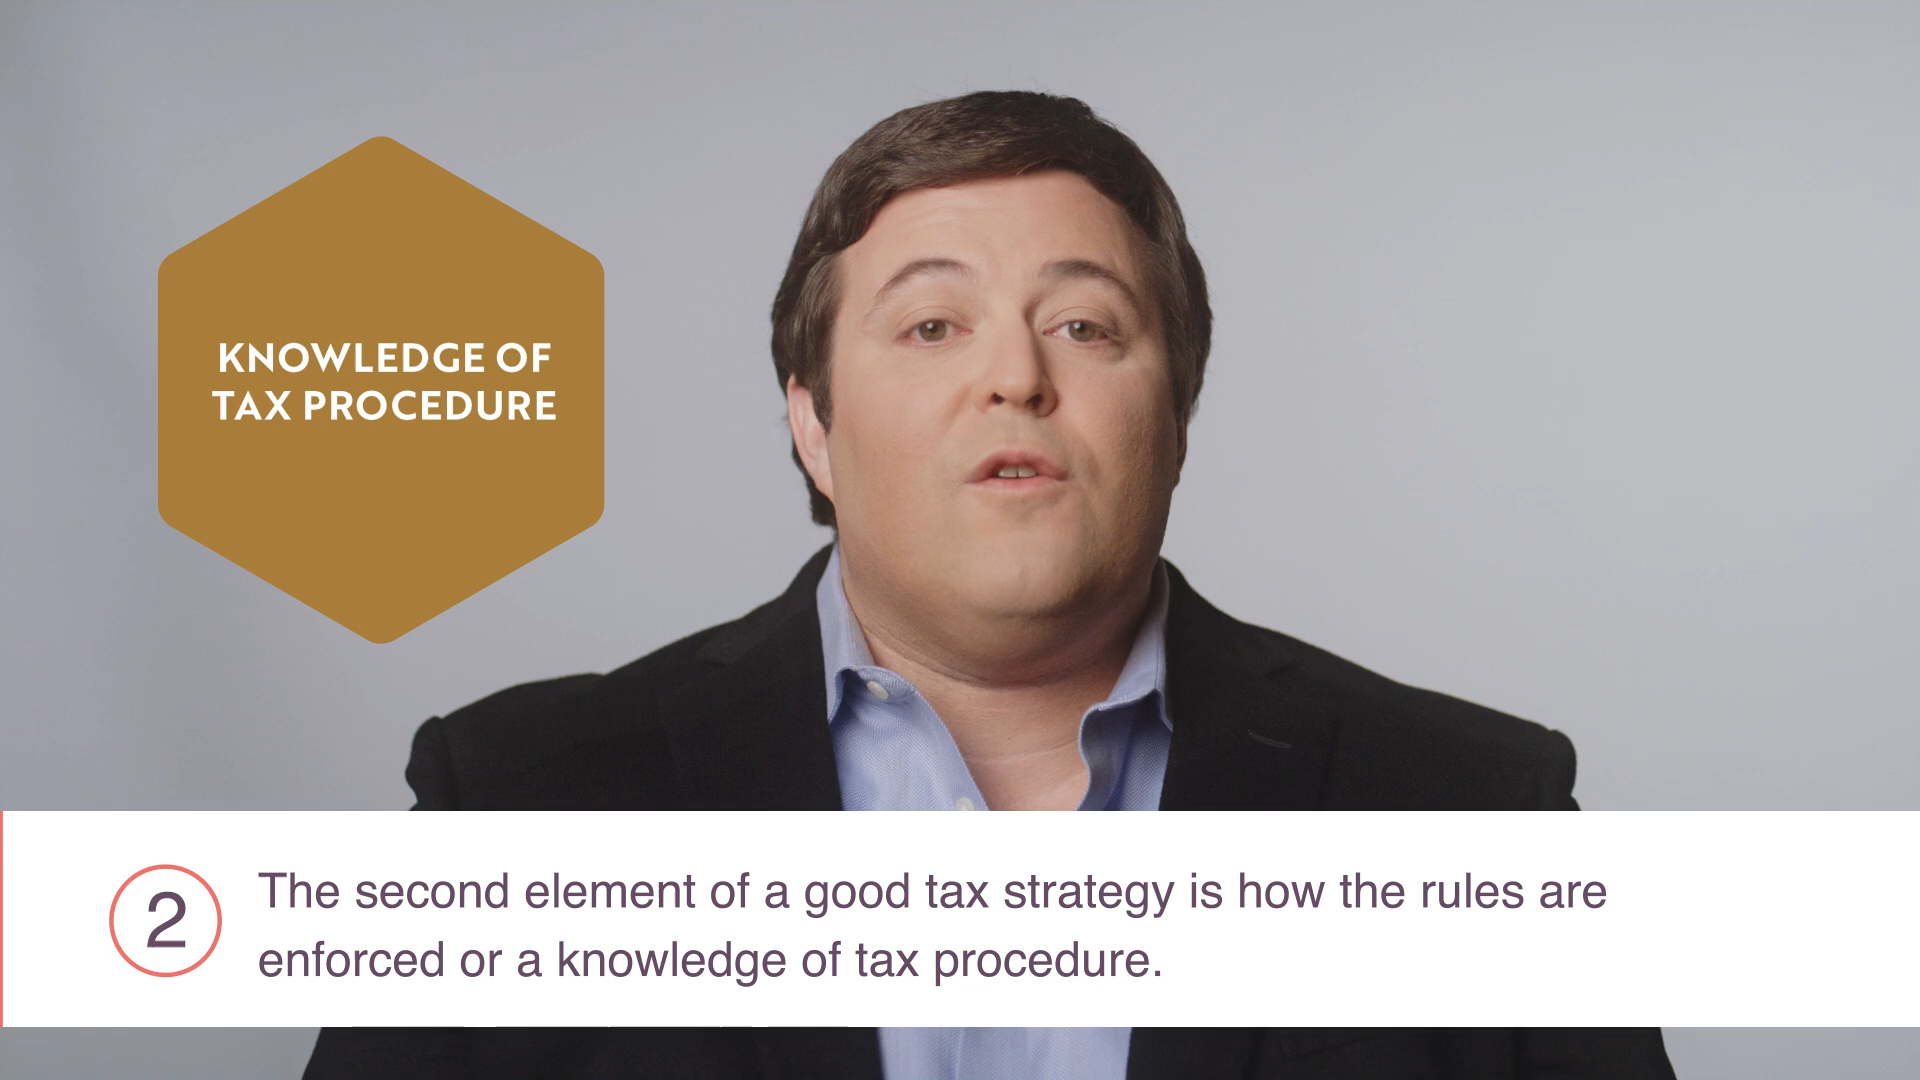 KNOWLEDGE OF
TAX PROCEDURE
2
The second element of a good tax strategy is how the rules are
enforced or a knowledge of tax procedure.